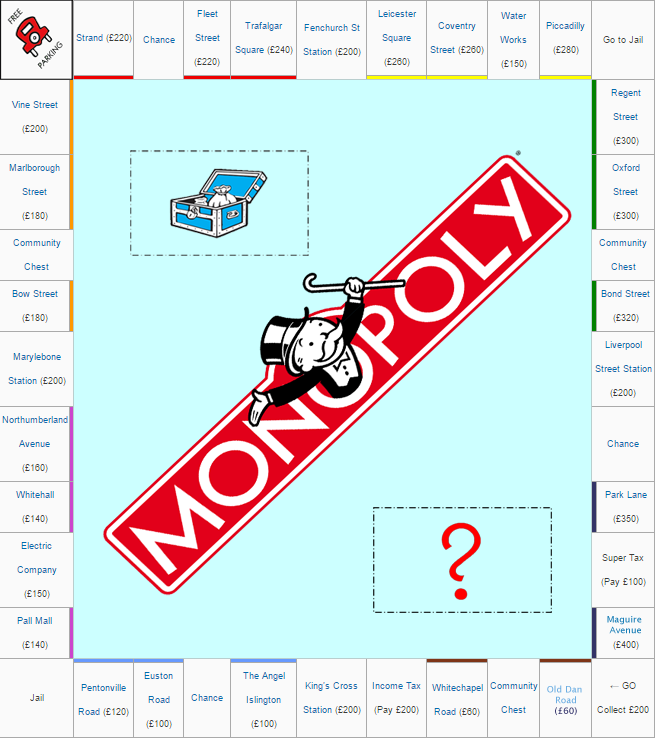 FREE
PARKING
Strand (£220)
Chance
Fleet
Street
(£220)
Trafalgar
Square (£240)
Fenchurch St
Station (£200)
Leicester
Square
(£260)
Coventry
Street (£260)
Water
Works
(£150)
Piccadilly
(£280)
Go to Jail
Vine Street
(£200)
Marlborough
Street
(£180)
Community
Chest
Bow Street
(£180)
Marylebone
Station (£200)
Northumberland
Avenue
(£160)
Whitehall
(£140)
Electric
Company
(£150)
Pall Mall
(£140)
MONOPOLY
®
?
Regent
Street
(£300)
Oxford
Street
(£300)
Community
Chest
Bond Street
(£320)
Liverpool
Street Station
(£200)
Chance
Park Lane
(£350)
Super Tax
(Pay £100)
Maguire
Avenue
(£400)
Jail
Pentonville
Road (£120)
Euston
Road
(£100)
Chance
The Angel
Islington
(£100)
King's Cross
Station (£200)
Income Tax
(Pay £200)
Whitechapel
Road (£60)
Community
Chest
Old Dan
Road
(£60)
← GO
Collect £200